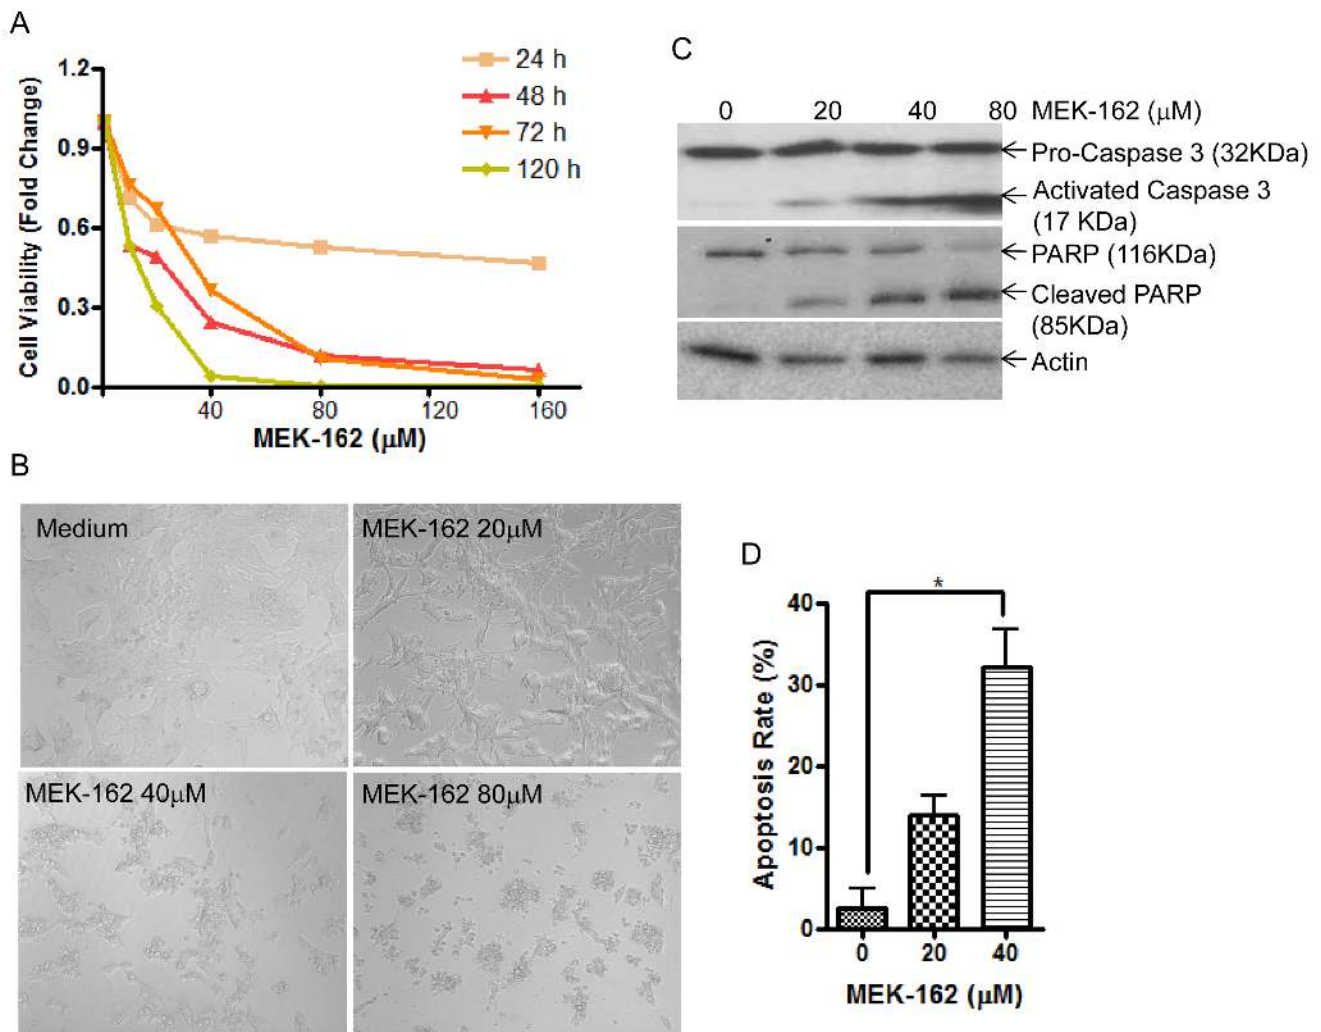 A
1.2
0.9
0.6
0.3
0.0
Cell Viability (Fold Change)
24 h
48 h
72 h
120 h
40
80
120
160
MEK-162 (μM)
B
Medium
MEK-162 20μM
MEK-162 40μM
MEK-162 80μM
C
0 20 40 80 MEK-162 (μM)
Pro-Caspase 3 (32KDa)
Activated Caspase 3
(17 KDa)
PARP (116KDa)
Cleaved PARP
(85KDa)
Actin
D
*
40
30
20
10
0
Apoptosis Rate (%)
0 20 40
MEK-162 (μM)